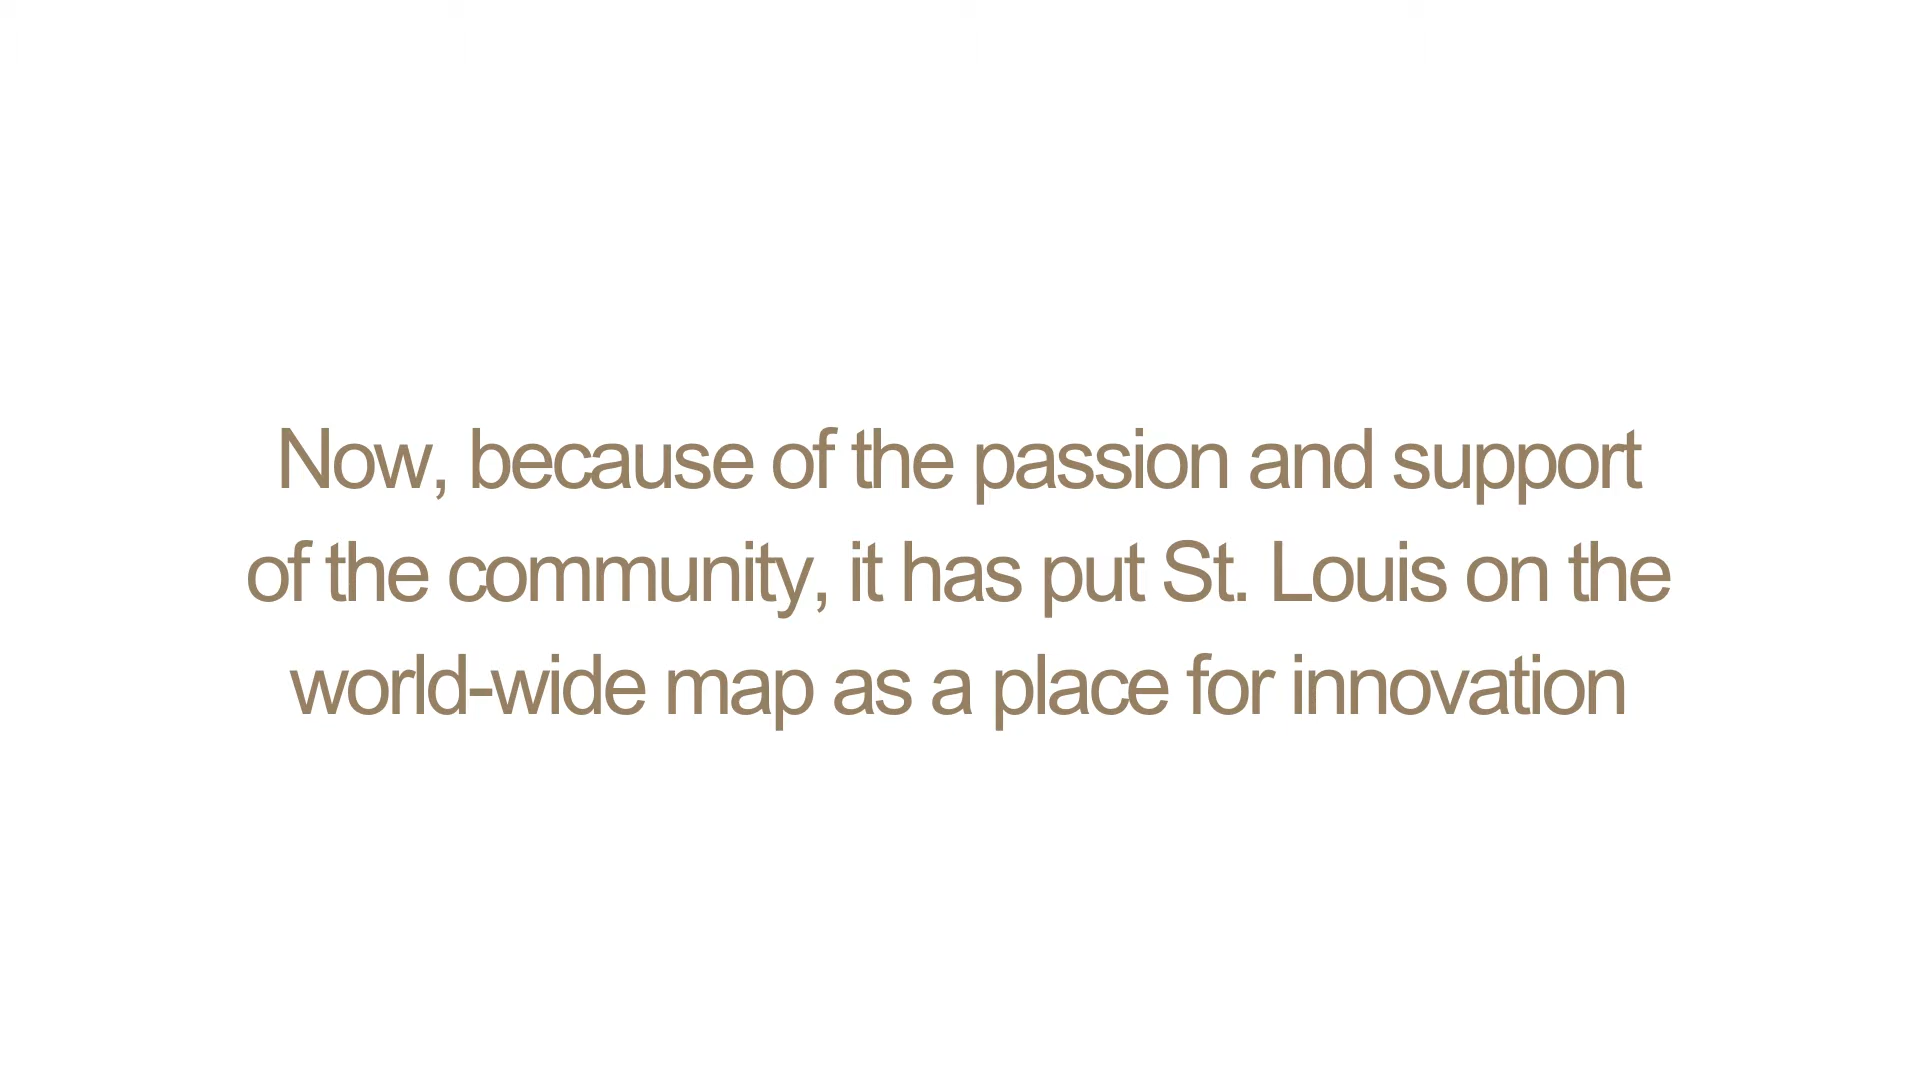 Now, because of the passion and support
of the community, it has put St. Louis on the
world-wide map as a place for innovation